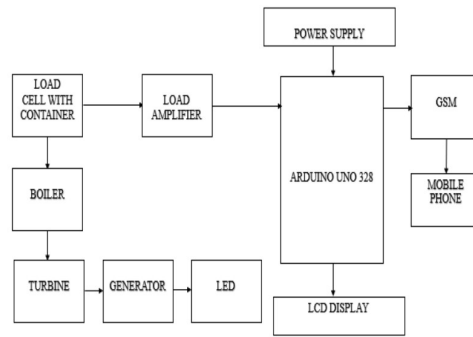 POWER SUPPLY
LOAD
CELL WITH
CONTAINER
LOAD
AMPLIFIER
ARDUINO UNO 328
GSM
MOBILE
PHONE
BOILER
TURBINE
GENERATOR
LED
LCD DISPLAY